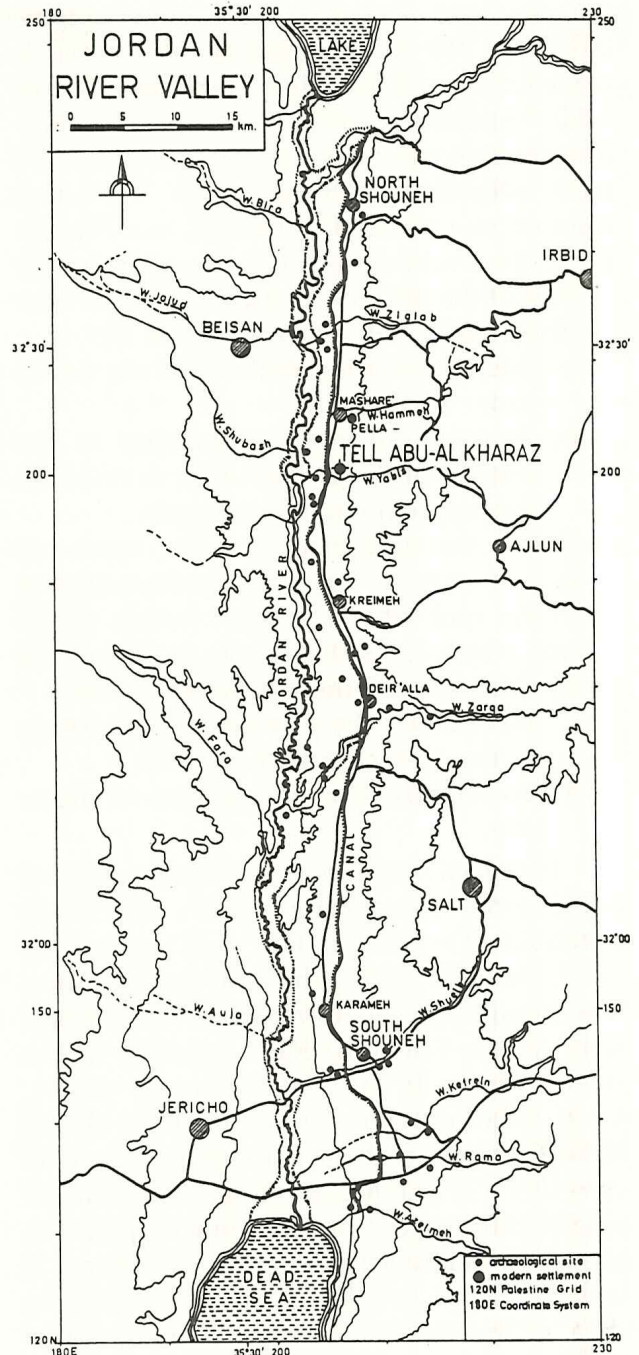 180
35°30' 200
230
250
250
JORDAN
RIVER VALLEY
0 5 10 15 km.
LAKE
NORTH
SHOUNEH
W. Bira
IRBID
W. Jalud
W. Ziglab
BEISAN
32°30'
32°30'
MASHARE'
W. Hammeh
PELLA
W. Shubash
TELL ABU-AL KHARAZ
200
200
W. Yabis
AJLUN
KREIMEH
JORDAN RIVER
DEIR 'ALLA
W. Zarqa
W. Fara
CANAL
SALT
32°00
32°00
W. Auja
KARAMEH
W. Shueib
150
150
SOUTH
SHOUNEH
W. Ketrein
JERICHO
W. Rama
W. Azeimeh
DEAD
SEA
archaeological site
modern settlement
120N Palestine Grid
180E Coordinate System
120N
120
180E
35°30' 200
230